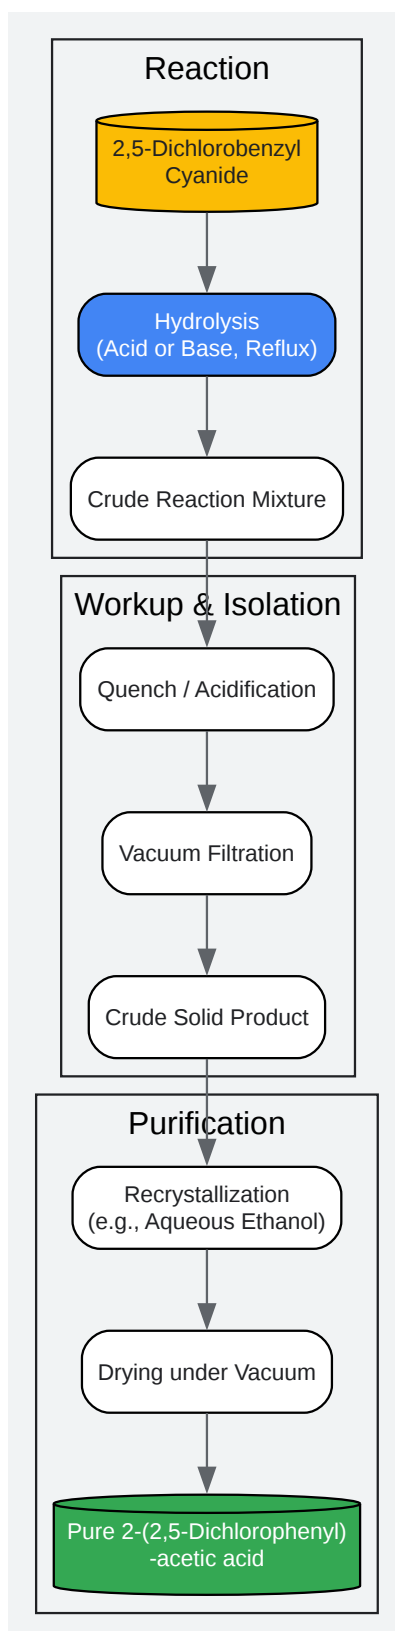 Reaction
2,5-Dichlorobenzyl
Cyanide
Hydrolysis
(Acid or Base, Reflux)
Crude Reaction Mixture
Workup & Isolation
Quench / Acidification
Vacuum Filtration
Crude Solid Product
Purification
Recrystallization
(e.g., Aqueous Ethanol)
Drying under Vacuum
Pure 2-(2,5-Dichlorophenyl)
-acetic acid